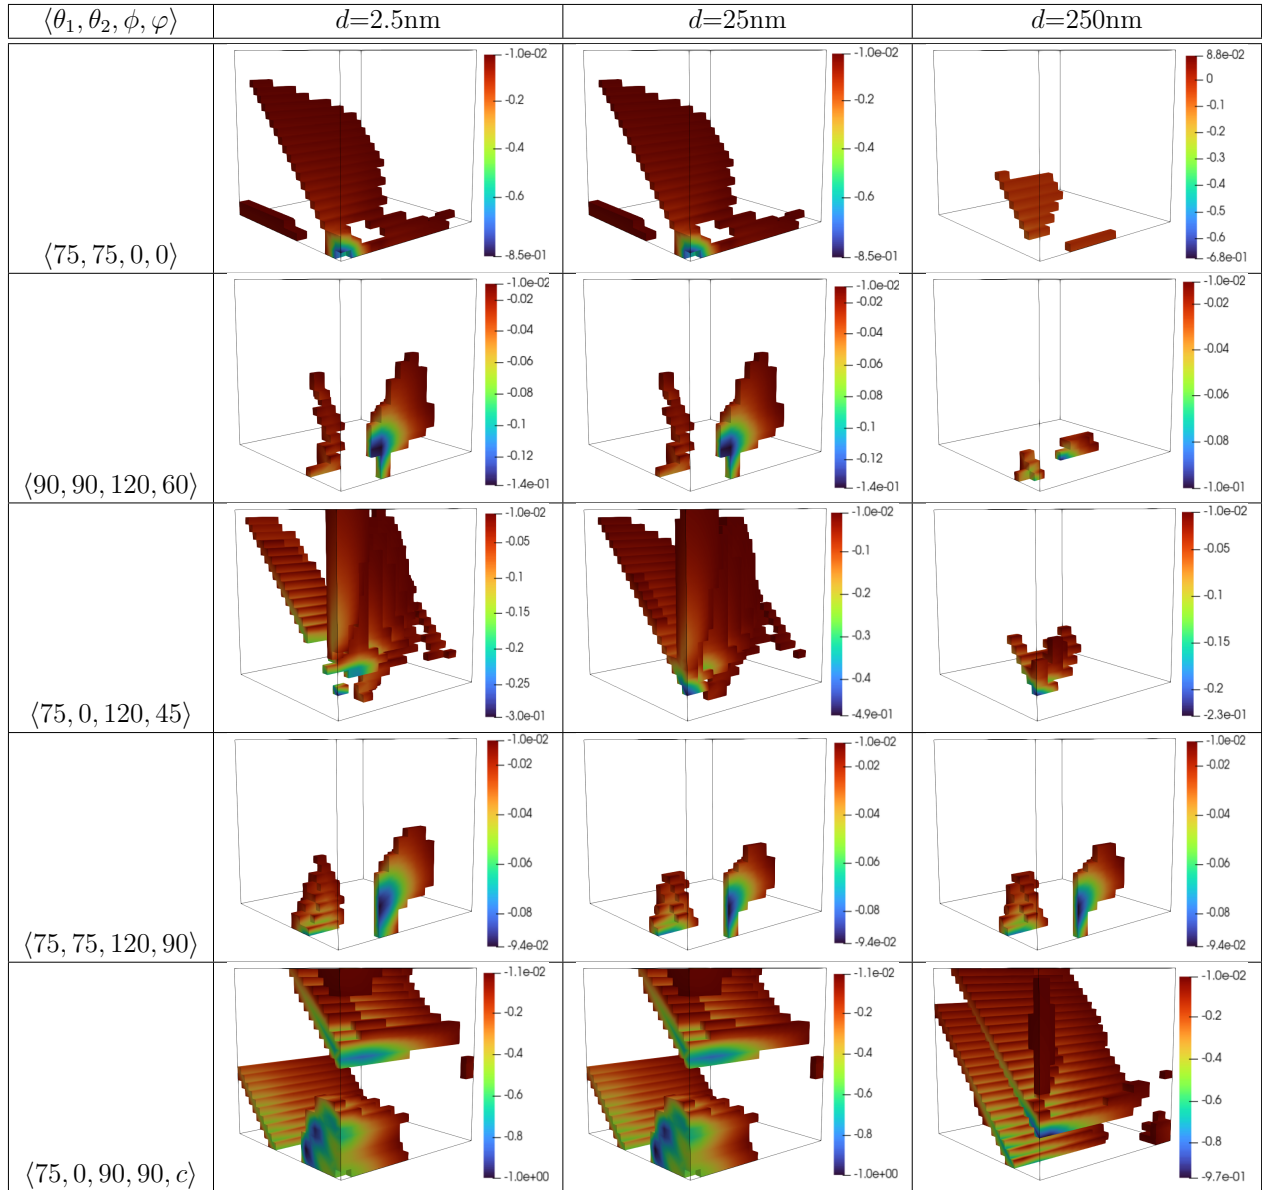 ⟨θ₁, θ₂, ϕ, φ⟩ d=2.5nm d=25nm d=250nm
⟨75, 75, 0, 0⟩
-1.0e-02
-0.2
-0.4
-0.6
-8.5e-01
-1.0e-02
-0.2
-0.4
-0.6
-8.5e-01
8.8e-02
0
-0.1
-0.2
-0.3
-0.4
-0.5
-0.6
-6.8e-01
⟨90, 90, 120, 60⟩
-1.0e-02
-0.02
-0.04
-0.06
-0.08
-0.1
-0.12
-1.4e-01
-1.0e-02
-0.02
-0.04
-0.06
-0.08
-0.1
-0.12
-1.4e-01
-1.0e-02
-0.02
-0.04
-0.06
-0.08
-1.0e-01
⟨75, 0, 120, 45⟩
-1.0e-02
-0.05
-0.1
-0.15
-0.2
-0.25
-3.0e-01
-1.0e-02
-0.1
-0.2
-0.3
-0.4
-4.9e-01
-1.0e-02
-0.05
-0.1
-0.15
-0.2
-2.3e-01
⟨75, 75, 120, 90⟩
-1.0e-02
-0.02
-0.04
-0.06
-0.08
-9.4e-02
-1.0e-02
-0.02
-0.04
-0.06
-0.08
-9.4e-02
-1.0e-02
-0.02
-0.04
-0.06
-0.08
-9.4e-02
⟨75, 0, 90, 90, c⟩
-1.1e-02
-0.2
-0.4
-0.6
-0.8
-1.0e+00
-1.1e-02
-0.2
-0.4
-0.6
-0.8
-1.0e+00
-1.0e-02
-0.2
-0.4
-0.6
-0.8
-9.7e-01